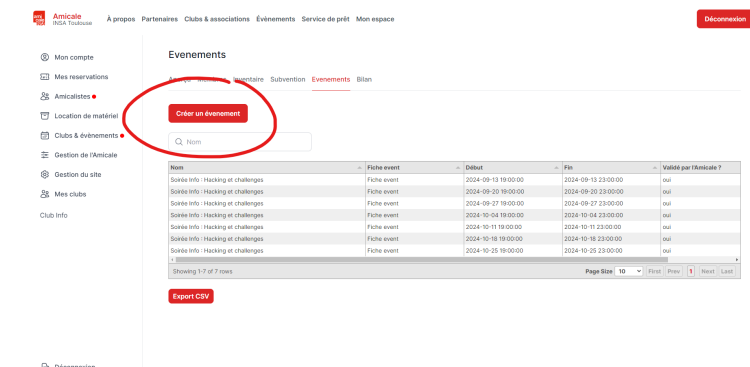 Amicale
INSA Toulouse
À propos Partenaires Clubs & associations Évènements Service de prêt Mon espace
Déconnexion
Mon compte
Mes reservations
Amicalistes
Location de matériel
Clubs & évènements
Gestion de l'Amicale
Gestion du site
Mes clubs
Club Info
Evenements
Inventaire Subvention Evenements Bilan
Créer un évenement
Nom
Nom Fiche event Début Fin Validé par l'Amicale ?
Soirée Info : Hacking et challenges Fiche event 2024-09-13 19:00:00 2024-09-13 23:00:00 oui
Soirée Info : Hacking et challenges Fiche event 2024-09-20 19:00:00 2024-09-20 23:00:00 oui
Soirée Info : Hacking et challenges Fiche event 2024-09-27 19:00:00 2024-09-27 23:00:00 oui
Soirée Info : Hacking et challenges Fiche event 2024-10-04 19:00:00 2024-10-04 23:00:00 oui
Soirée Info : Hacking et challenges Fiche event 2024-10-11 19:00:00 2024-10-11 23:00:00 oui
Soirée Info : Hacking et challenges Fiche event 2024-10-18 19:00:00 2024-10-18 23:00:00 oui
Soirée Info : Hacking et challenges Fiche event 2024-10-25 19:00:00 2024-10-25 23:00:00 oui
Showing 1-7 of 7 rows Page Size 10 First Prev 1 Next Last
Export CSV
Déconnexion